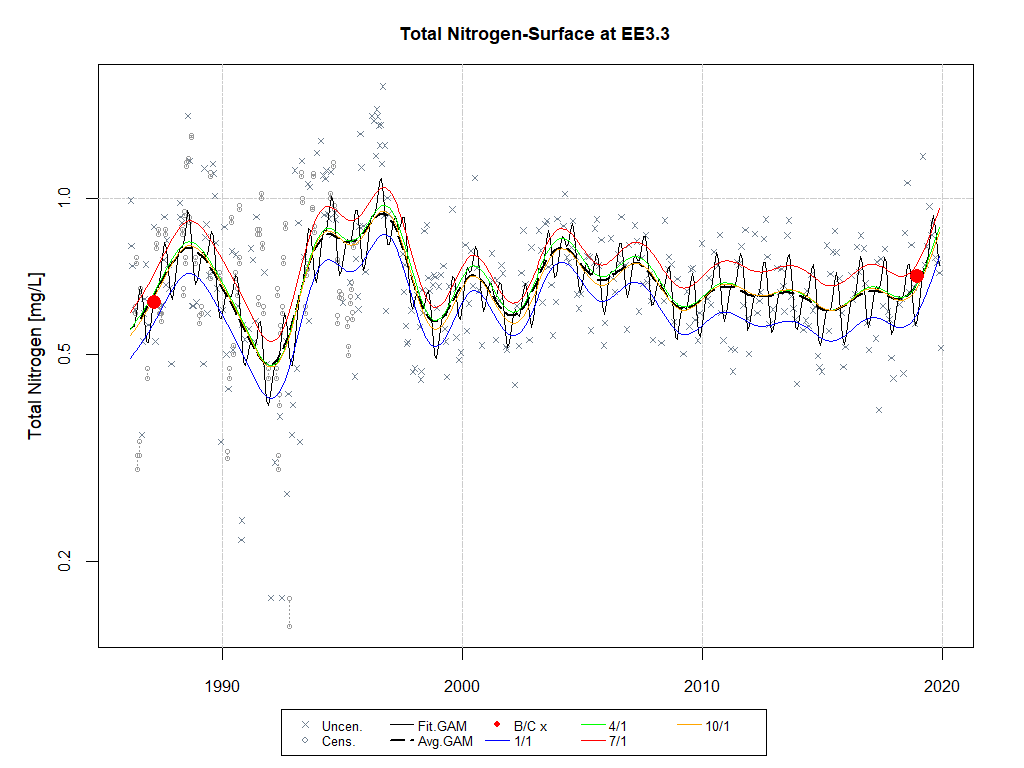 Total Nitrogen-Surface at EE3.3
Total Nitrogen [mg/L]
1.0
0.5
0.2
1990 2000 2010 2020
Uncen. Fit.GAM B/C x 4/1 10/1
Cens. Avg.GAM 1/1 7/1